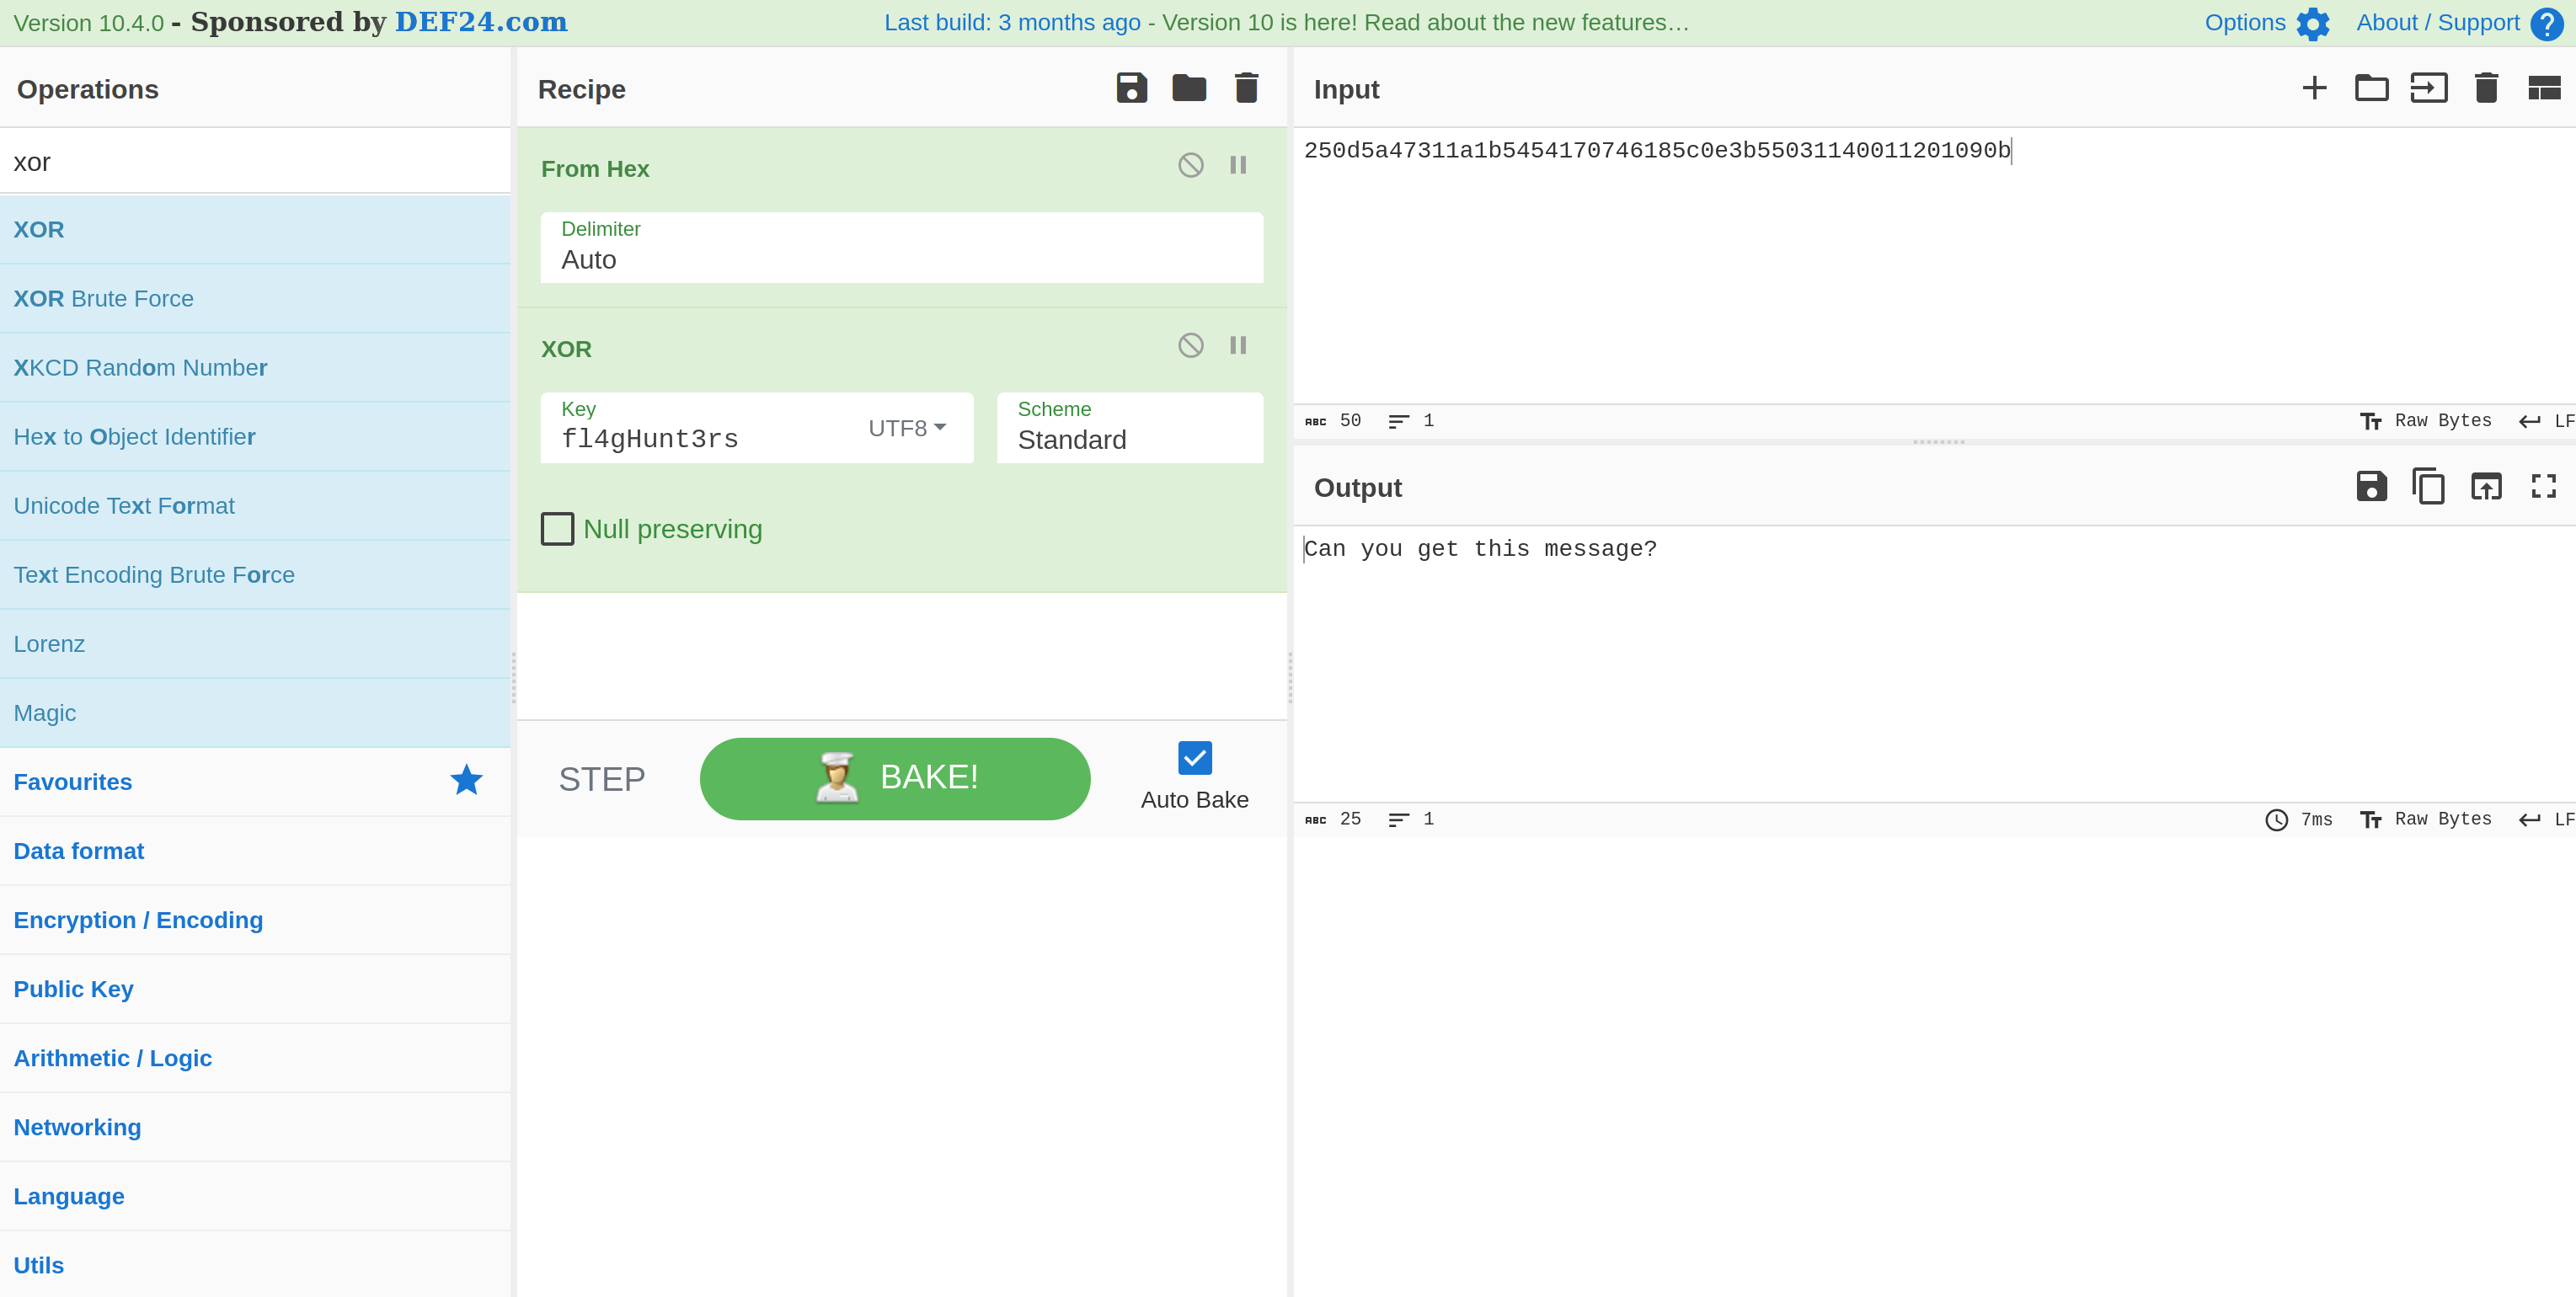 Version 10.4.0 - Sponsored by DEF24.com
Last build: 3 months ago - Version 10 is here! Read about the new features…
Options
About / Support
Operations
xor
XOR
XOR Brute Force
XKCD Random Number
Hex to Object Identifier
Unicode Text Format
Text Encoding Brute Force
Lorenz
Magic
Favourites
Data format
Encryption / Encoding
Public Key
Arithmetic / Logic
Networking
Language
Utils
Recipe
From Hex
Delimiter
Auto
XOR
Key
fl4gHunt3rs
UTF8
Scheme
Standard
Null preserving
STEP
BAKE!
Auto Bake
Input
250d5a47311a1b5454170746185c0e3b55031140011201090b
ABC 50 1
Raw Bytes LF
Output
Can you get this message?
ABC 25 1
7ms Raw Bytes LF